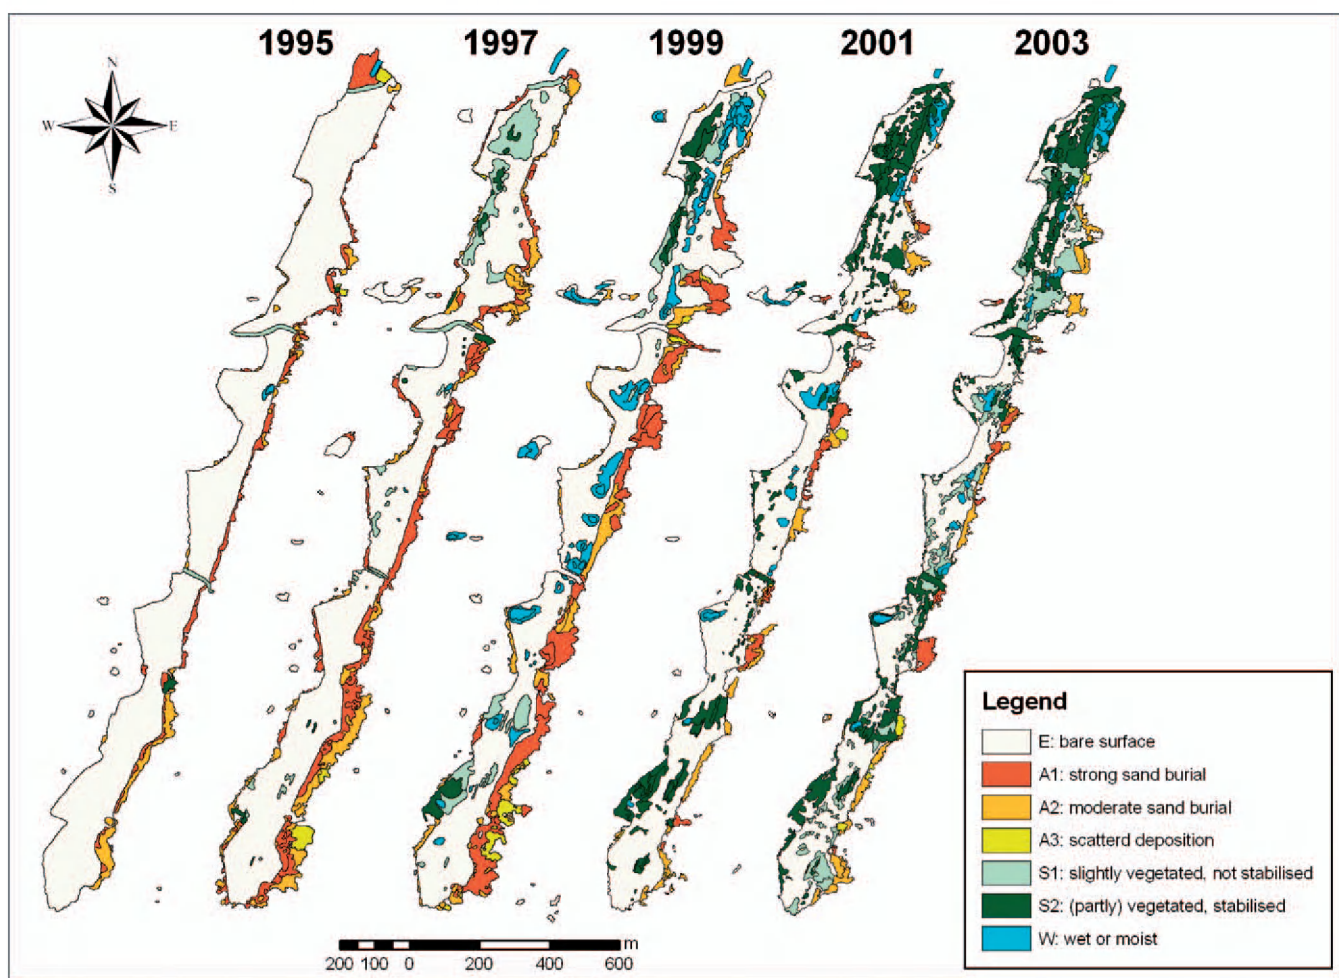 1995 1997 1999 2001 2003
N
W E
S
Legend
E: bare surface
A1: strong sand burial
A2: moderate sand burial
A3: scatterd deposition
S1: slightly vegetated, not stabilised
S2: (partly) vegetated, stabilised
W: wet or moist
m
200 100 0 200 400 600